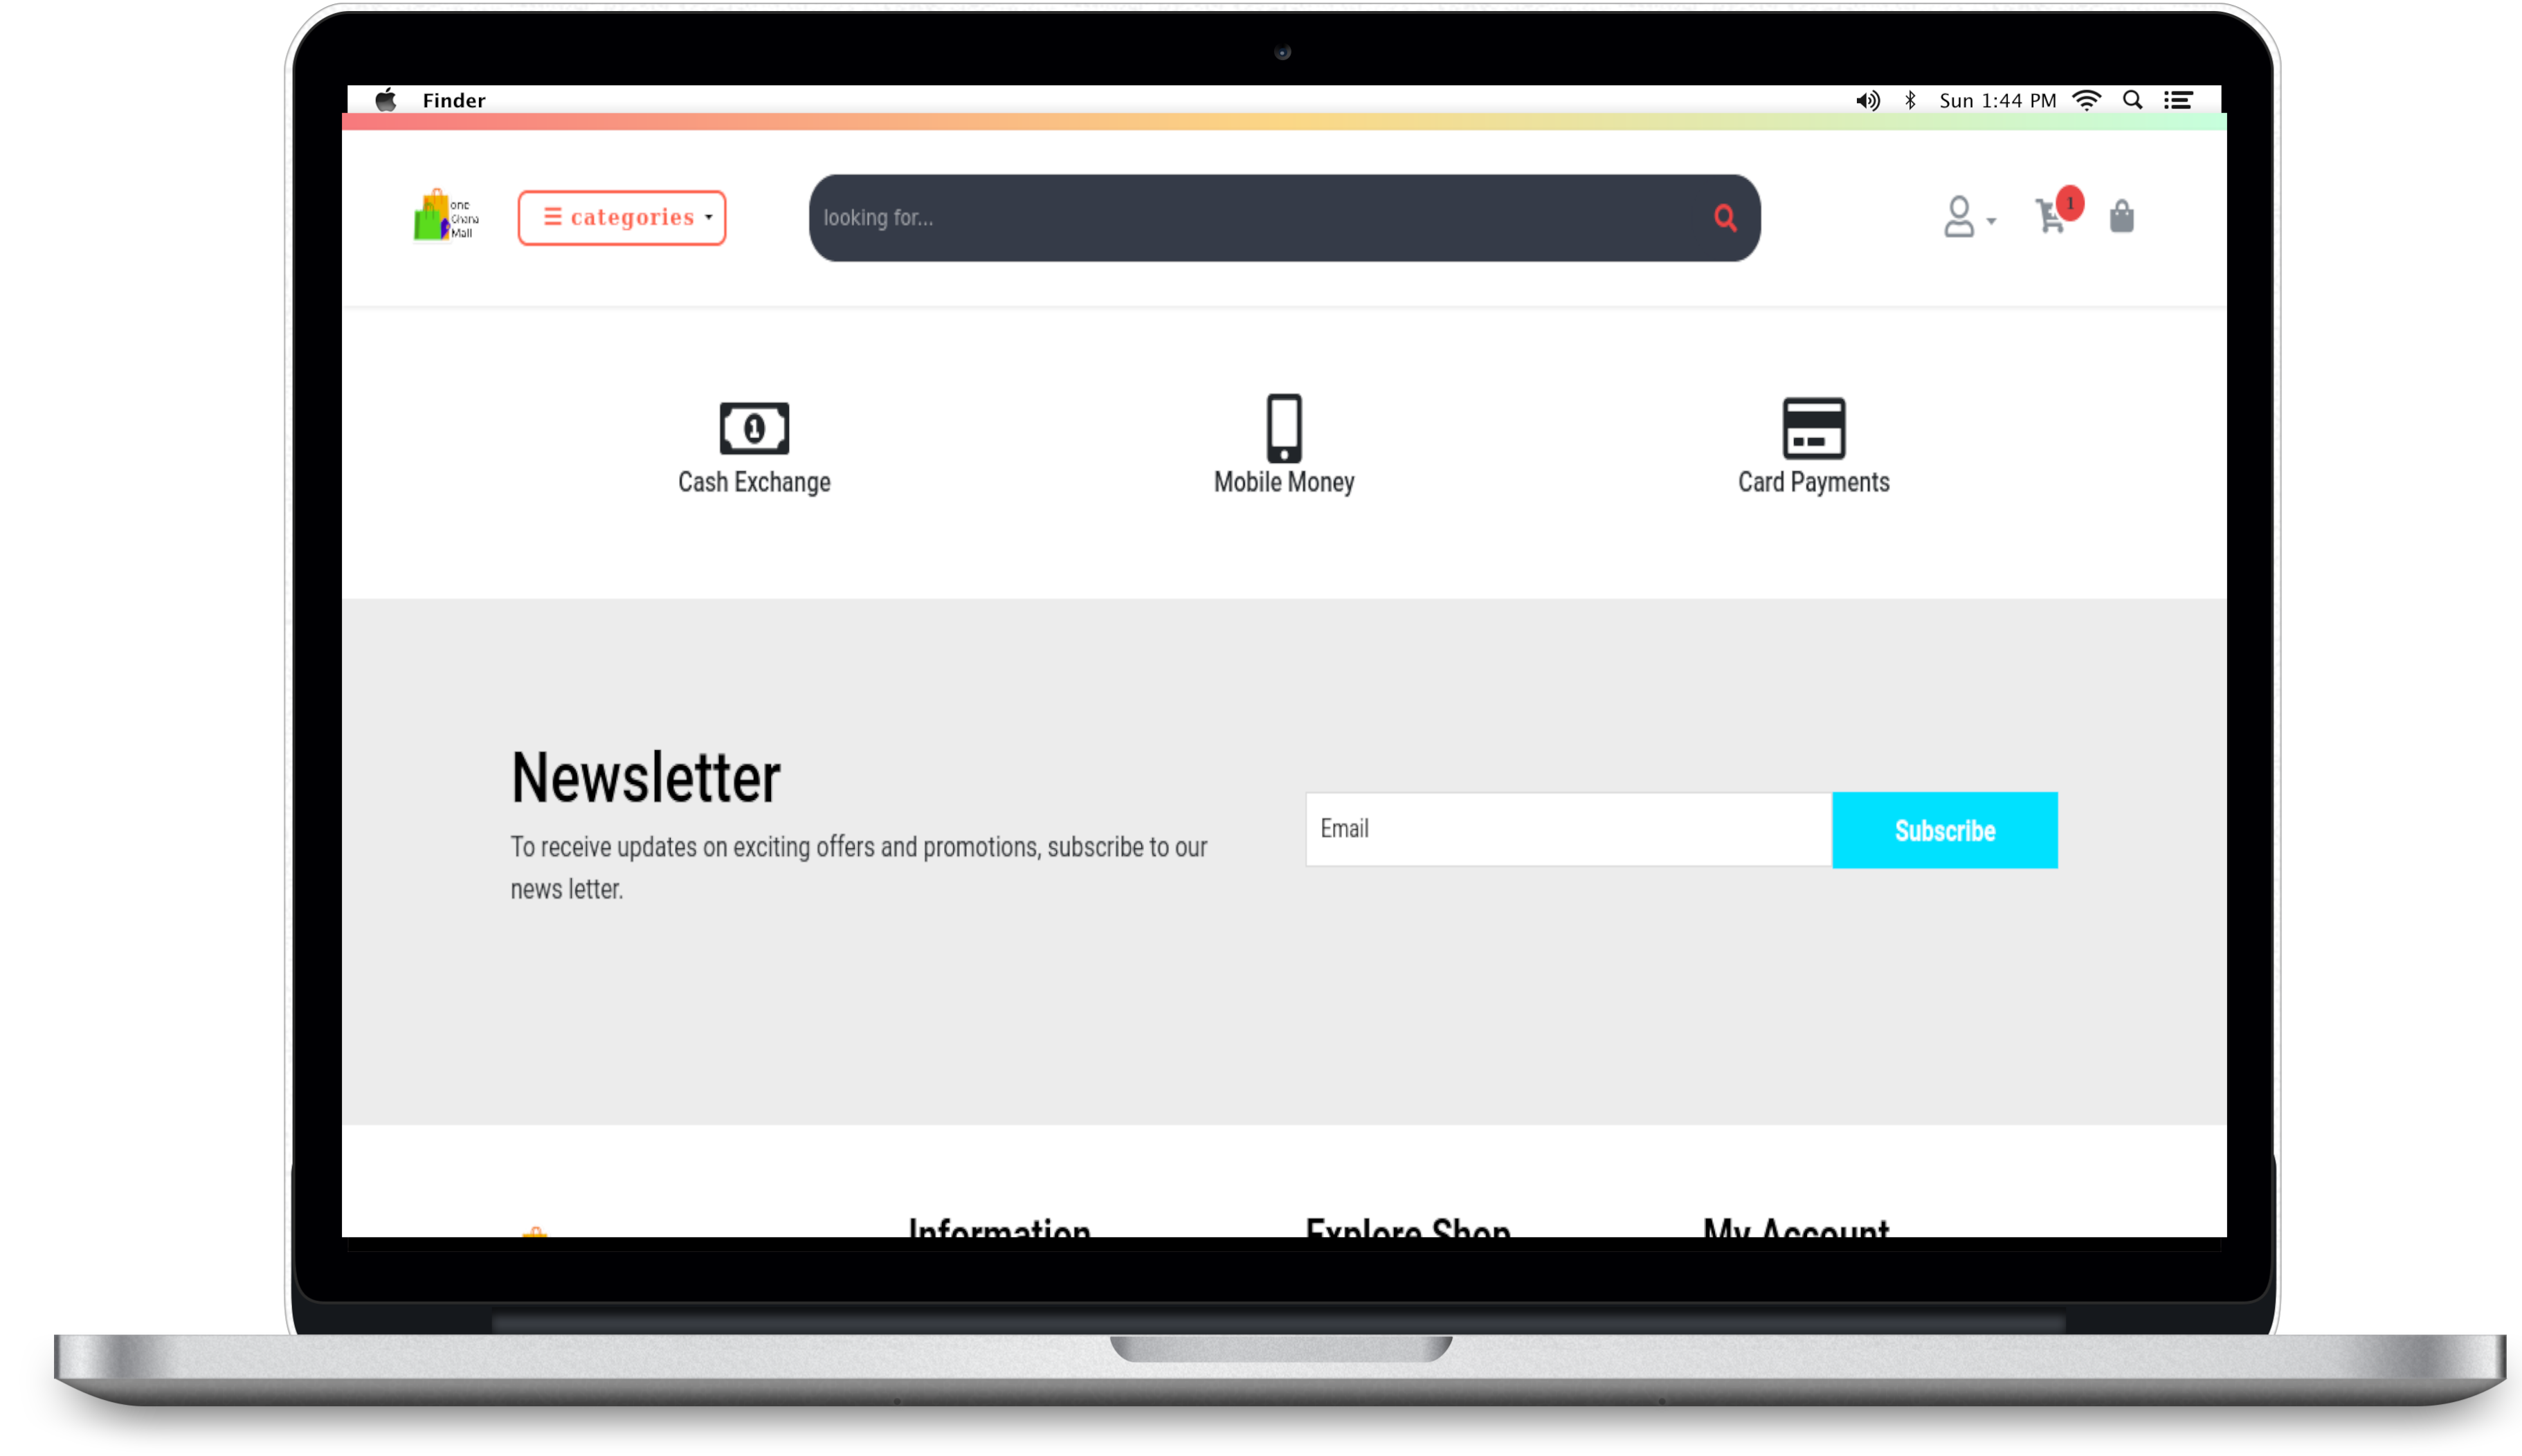 Finder
Sun 1:44 PM
one
Ghana
Mall
categories
looking for...
1
1
Cash Exchange
Mobile Money
Card Payments
Newsletter
To receive updates on exciting offers and promotions, subscribe to our
news letter.
Email
Subscribe
Information
Explore Shop
My Account